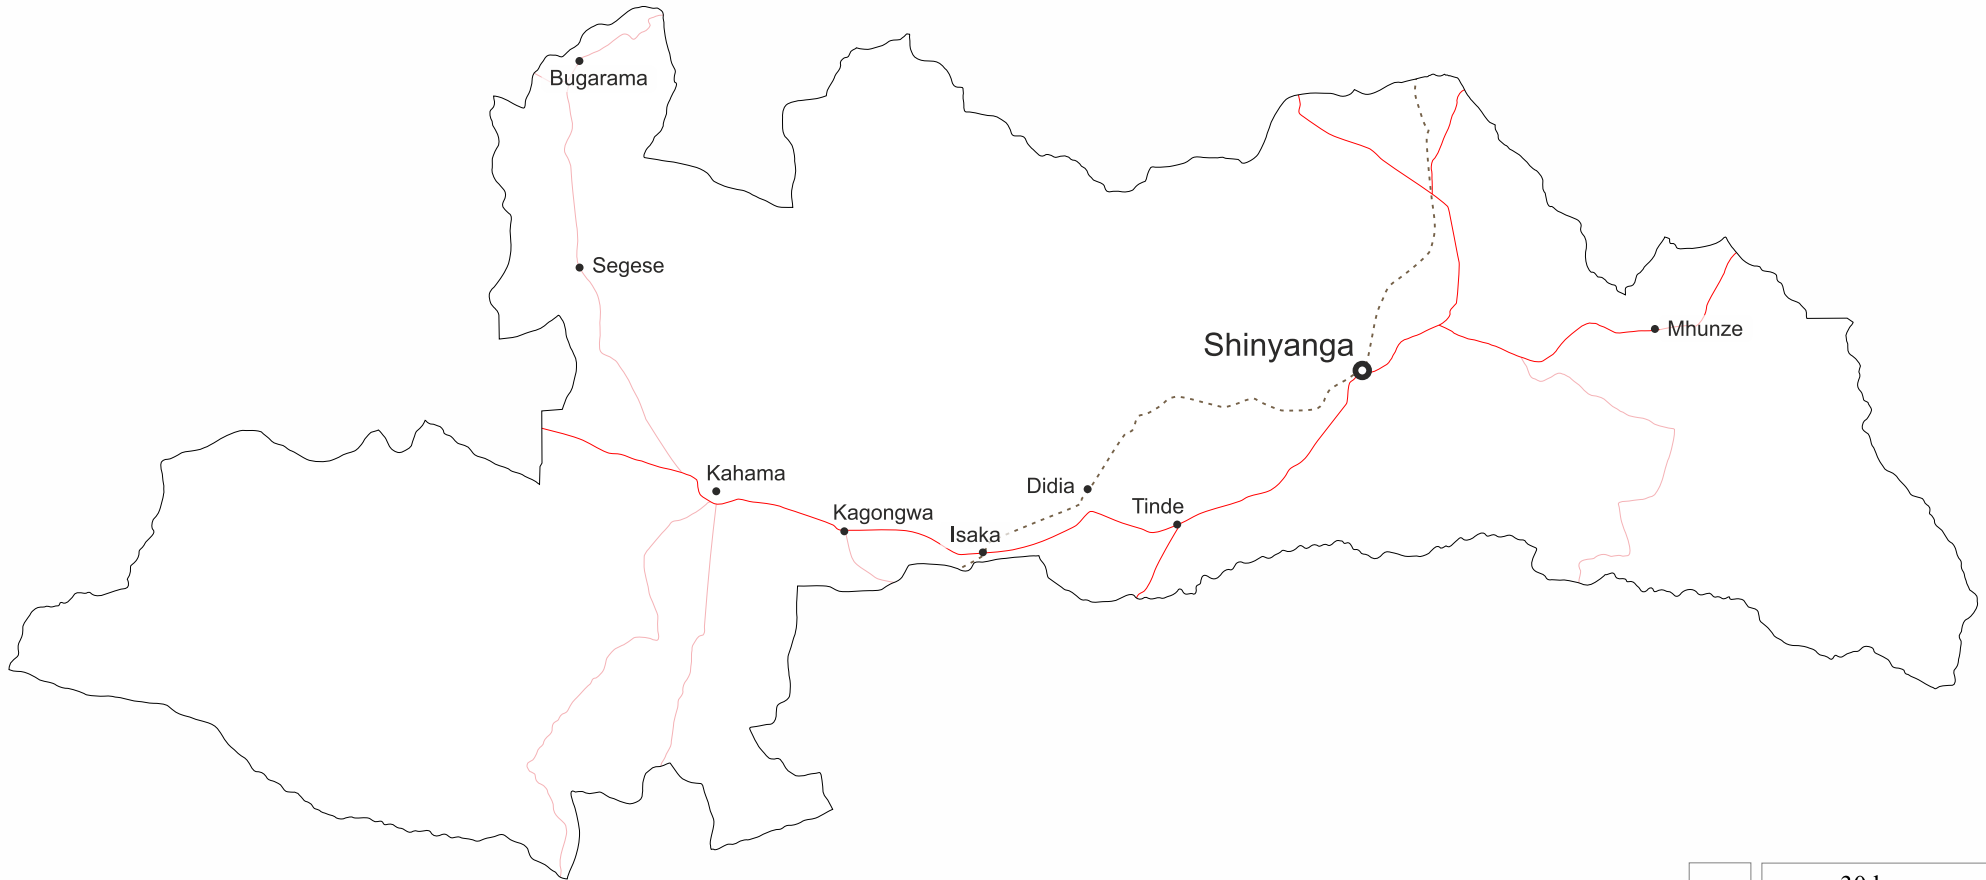 Bugarama
Segese
Shinyanga
Mhunze
Kahama
Didia
Tinde
Kagongwa
Isaka